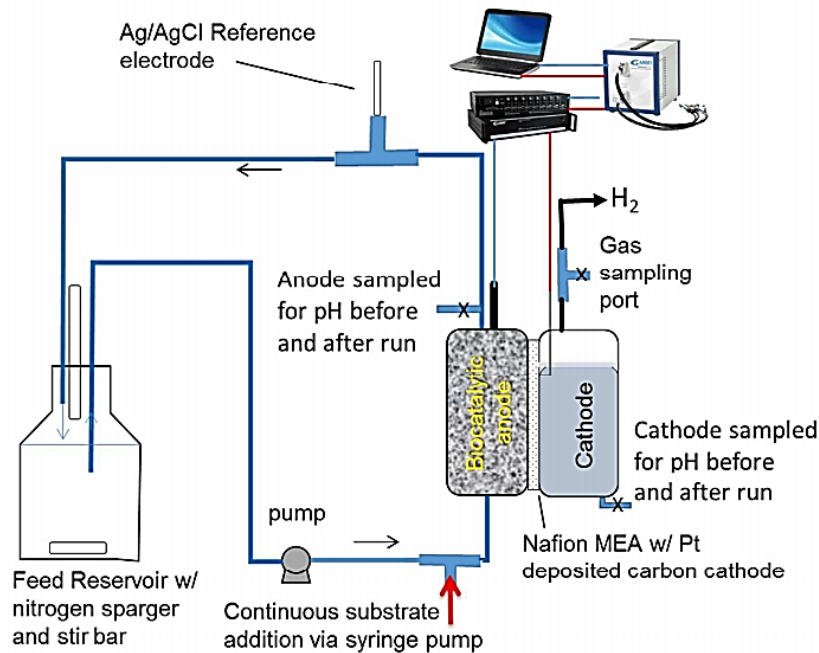 Ag/AgCl Reference
electrode
H₂
Gas
sampling
port
Anode sampled
for pH before
and after run
Biocatalytic
anode
Cathode
Cathode sampled
for pH before
and after run
pump
Nafion MEA w/ Pt
deposited carbon cathode
Feed Reservoir w/
nitrogen sparger
and stir bar
Continuous substrate
addition via syringe pump